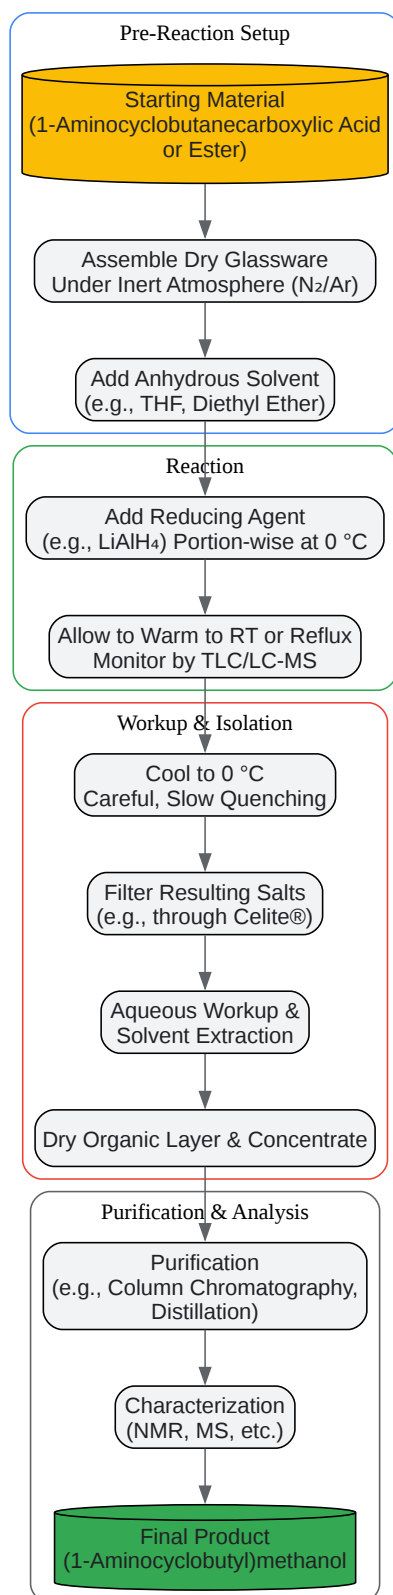 Pre-Reaction Setup
Starting Material
(1-Aminocyclobutanecarboxylic Acid
or Ester)
Assemble Dry Glassware
Under Inert Atmosphere (N₂/Ar)
Add Anhydrous Solvent
(e.g., THF, Diethyl Ether)
Reaction
Add Reducing Agent
(e.g., LiAlH₄) Portion-wise at 0 °C
Allow to Warm to RT or Reflux
Monitor by TLC/LC-MS
Workup & Isolation
Cool to 0 °C
Careful, Slow Quenching
Filter Resulting Salts
(e.g., through Celite®)
Aqueous Workup &
Solvent Extraction
Dry Organic Layer & Concentrate
Purification & Analysis
Purification
(e.g., Column Chromatography,
Distillation)
Characterization
(NMR, MS, etc.)
Final Product
(1-Aminocyclobutyl)methanol